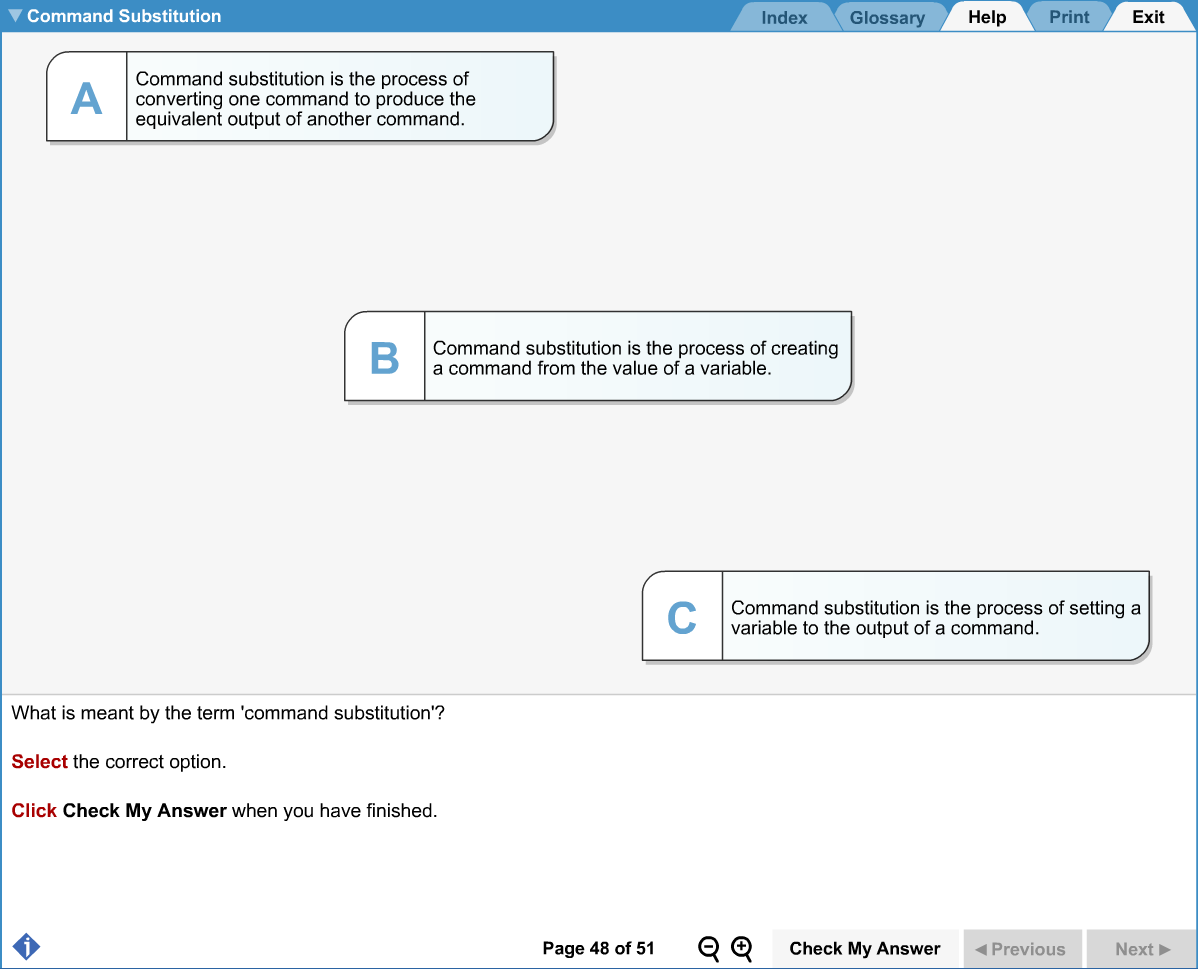 Command Substitution
Index Glossary Help Print Exit
A
Command substitution is the process of
converting one command to produce the
equivalent output of another command.
B
Command substitution is the process of creating
a command from the value of a variable.
C
Command substitution is the process of setting a
variable to the output of a command.
What is meant by the term 'command substitution'?
Select the correct option.
Click Check My Answer when you have finished.
Page 48 of 51 Check My Answer Previous Next